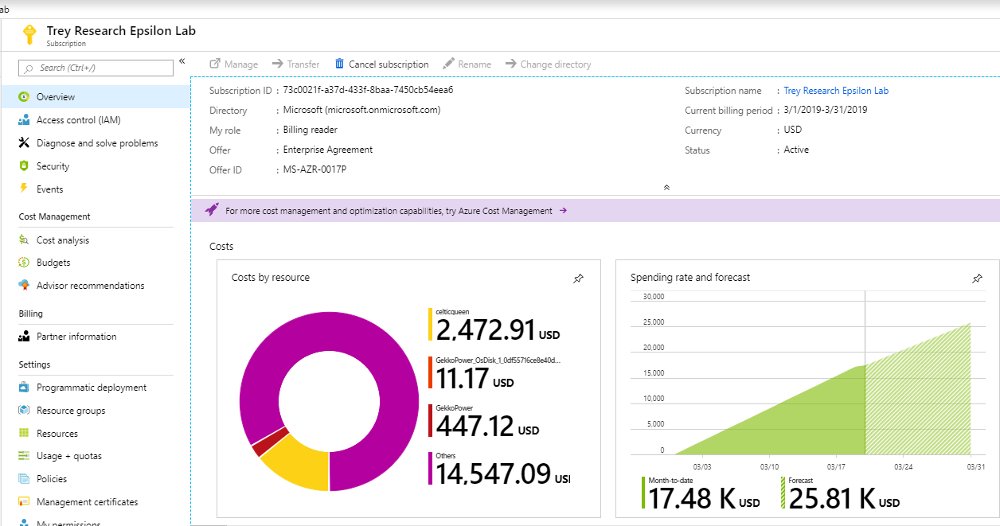 ab
Trey Research Epsilon Lab
Subscription
Search (Ctrl+/)
«
Manage
Transfer
Cancel subscription
Rename
Change directory
Overview
Access control (IAM)
Diagnose and solve problems
Security
Events
Cost Management
Cost analysis
Budgets
Advisor recommendations
Billing
Partner information
Settings
Programmatic deployment
Resource groups
Resources
Usage + quotas
Policies
Management certificates
My permissions
Subscription ID : 73c0021f-a37d-433f-8baa-7450cb54eea6
Directory : Microsoft (microsoft.onmicrosoft.com)
My role : Billing reader
Offer : Enterprise Agreement
Offer ID : MS-AZR-0017P
Subscription name : Trey Research Epsilon Lab
Current billing period : 3/1/2019-3/31/2019
Currency : USD
Status : Active
For more cost management and optimization capabilities, try Azure Cost Management →
Costs
Costs by resource
celticqueen
2,472.91 USD
GekkoPower_OsDisk_1_0df55716ce8e40d...
11.17 USD
GekkoPower
447.12 USD
Others
14,547.09 USI
Spending rate and forecast
30,000
25,000
20,000
15,000
10,000
5,000
0
03/03 03/10 03/17 03/24 03/31
Month-to-date
17.48 K USD
Forecast
25.81 K USD